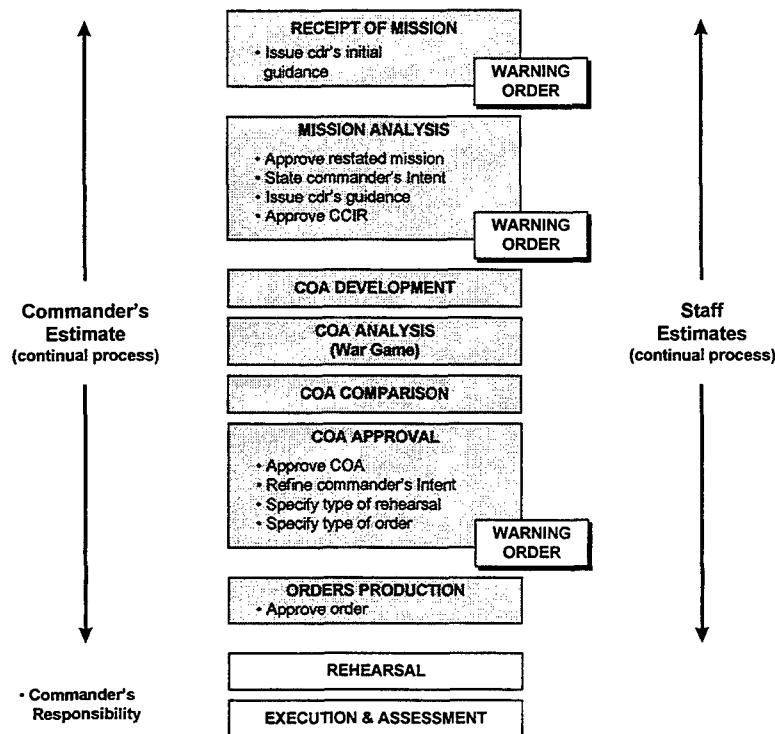 RECEIPT OF MISSION
• Issue cdr's initial
guidance
WARNING
ORDER
MISSION ANALYSIS
• Approve restated mission
• State commander's Intent
• Issue cdr's guidance
• Approve CCIR
WARNING
ORDER
COA DEVELOPMENT
Commander's
Estimate
(continual process)
COA ANALYSIS
(War Game)
Staff
Estimates
(continual process)
COA COMPARISON
COA APPROVAL
• Approve COA
• Refine commander's Intent
• Specify type of rehearsal
• Specify type of order
WARNING
ORDER
ORDERS PRODUCTION
• Approve order
REHEARSAL
• Commander's
Responsibility
EXECUTION & ASSESSMENT